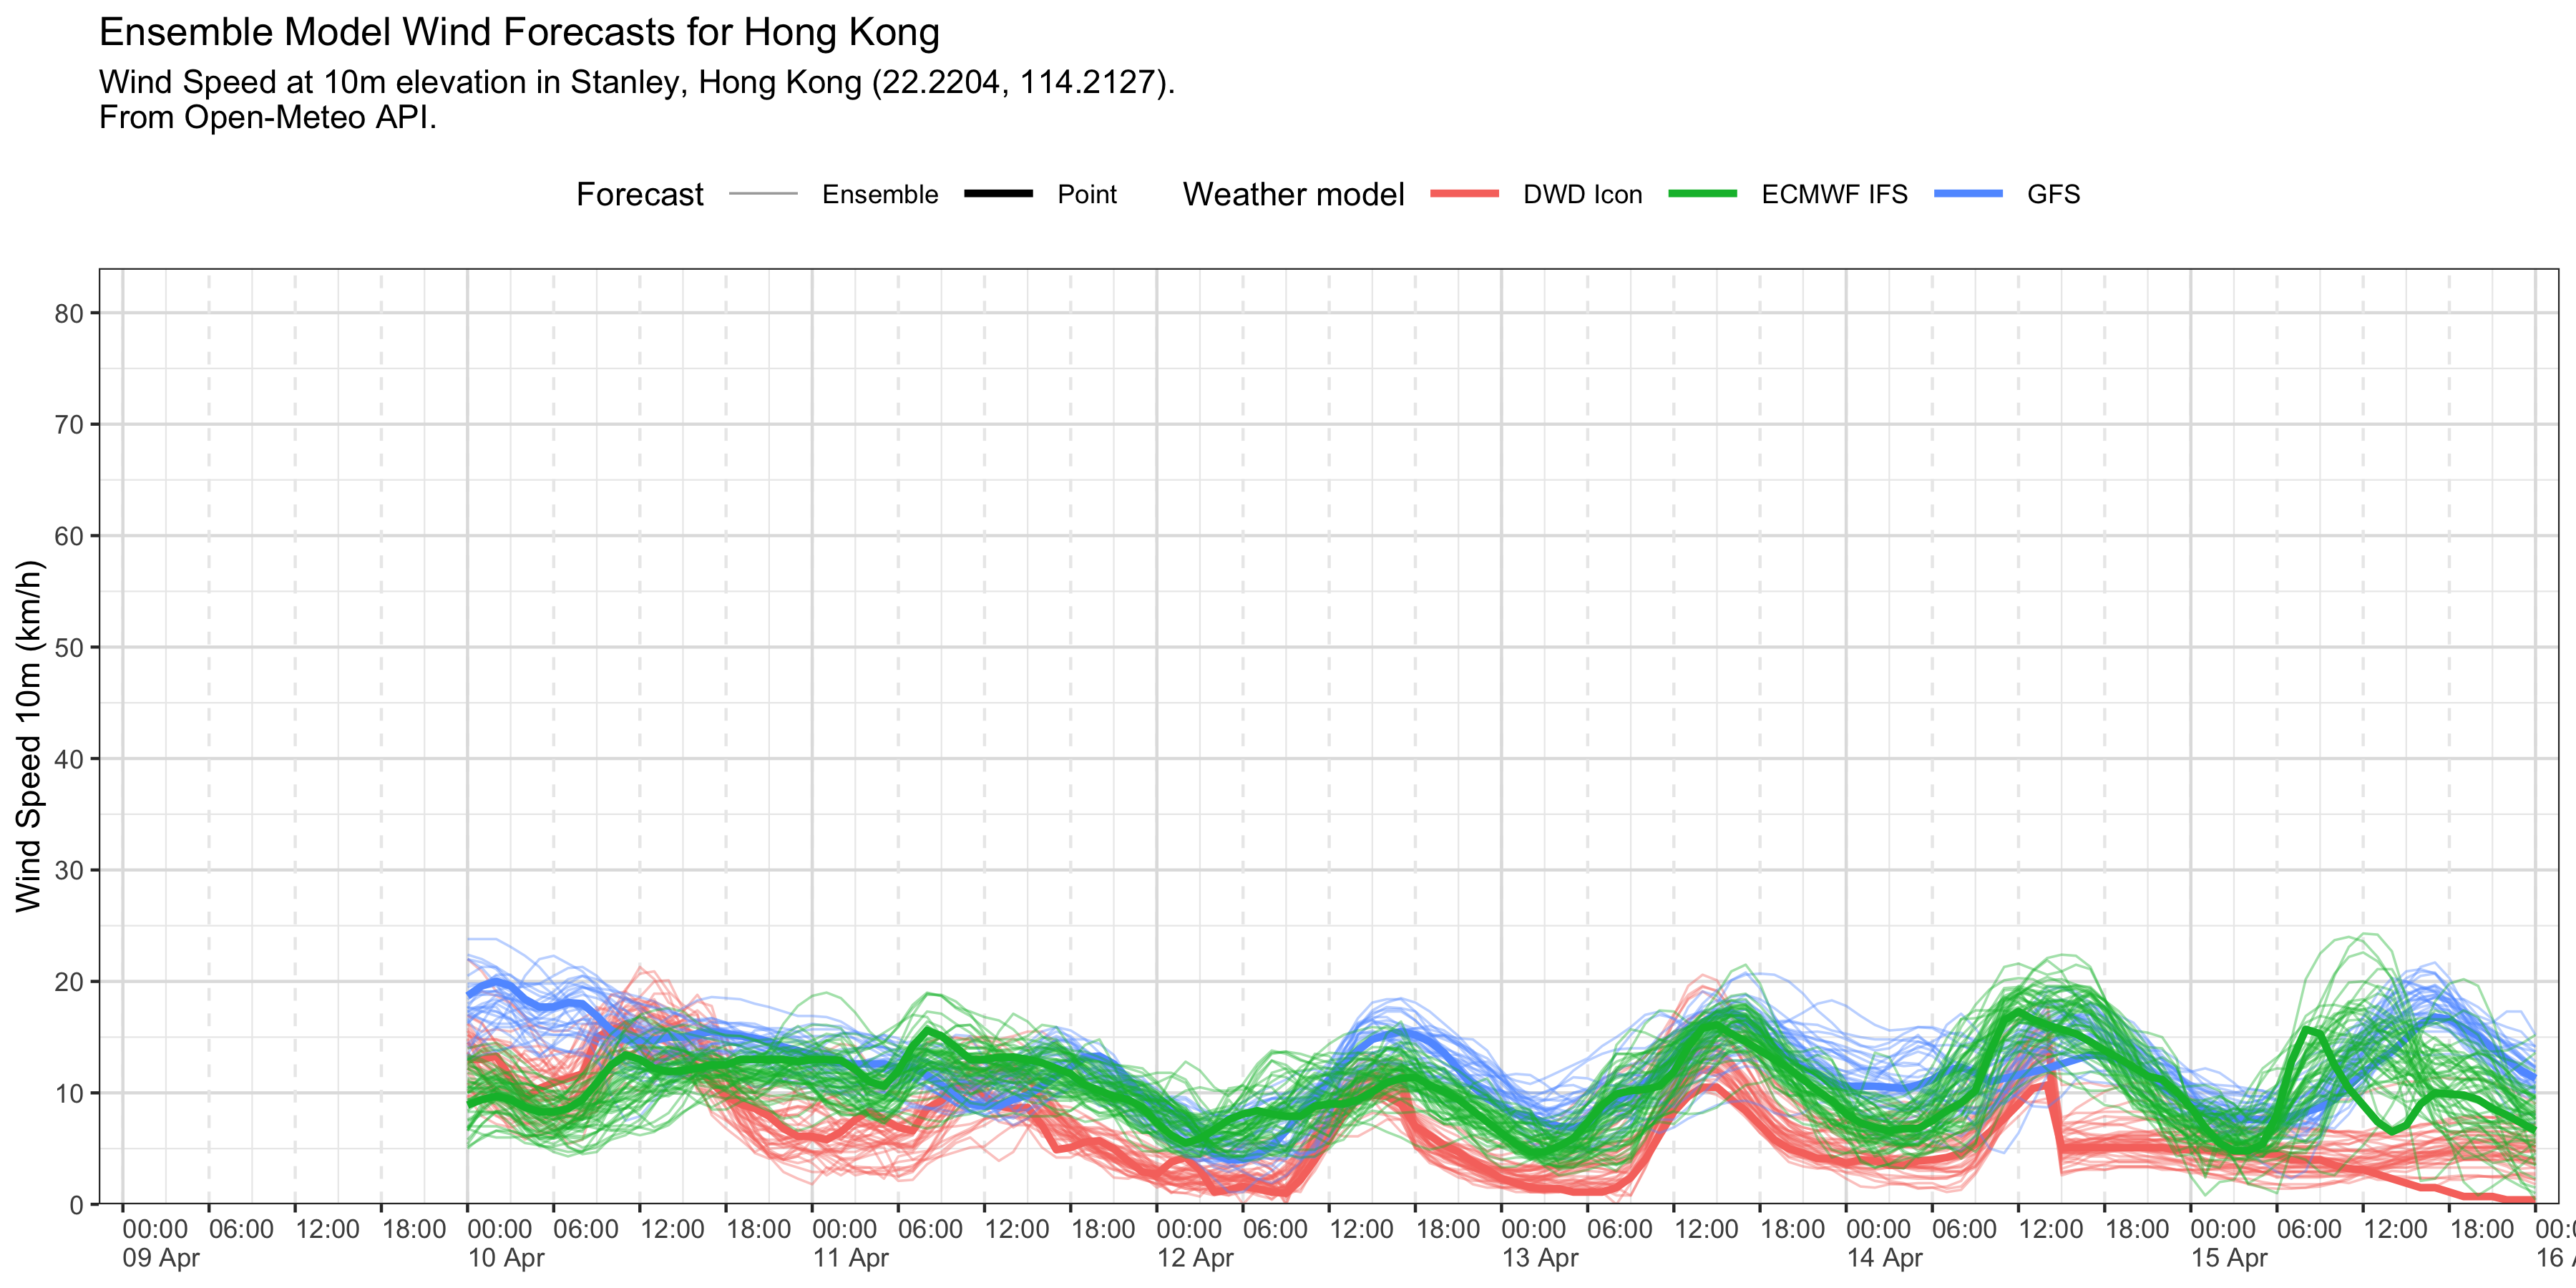 Ensemble Model Wind Forecasts for Hong Kong
Wind Speed at 10m elevation in Stanley, Hong Kong (22.2204, 114.2127).
From Open-Meteo API.
Forecast Ensemble Point Weather model DWD Icon ECMWF IFS GFS
Wind Speed 10m (km/h)
80
70
60
50
40
30
20
10
0
00:00 06:00 12:00 18:00 00:00 06:00 12:00 18:00 00:00 06:00 12:00 18:00 00:00 06:00 12:00 18:00 00:00 06:00 12:00 18:00 00:00 06:00 12:00 18:00 00:00 06:00 12:00 18:00
09 Apr 10 Apr 11 Apr 12 Apr 13 Apr 14 Apr 15 Apr 16